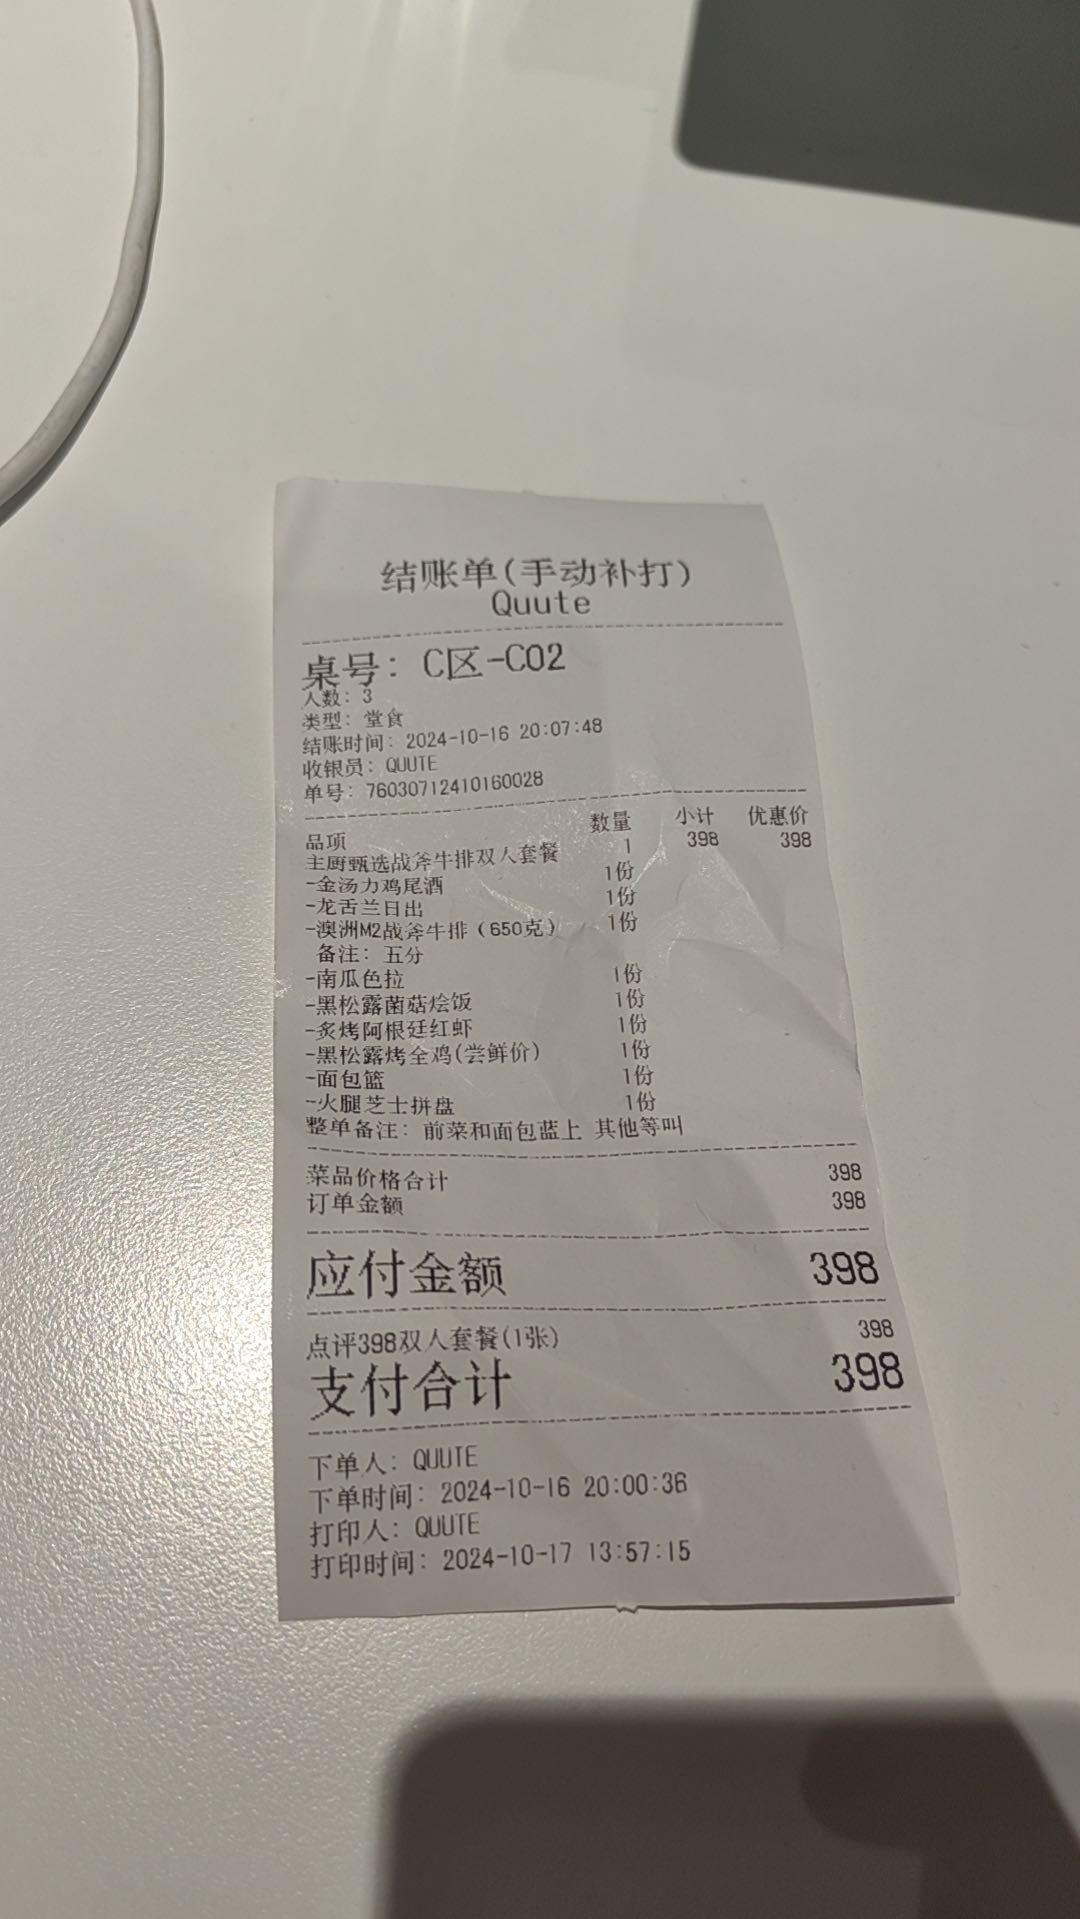 结账单(手动补打)
Quute
桌号: C区-C02
人数: 3
类型: 堂食
结账时间: 2024-10-16 20:07:48
收银员: QUUTE
单号: 76030712410160028
品项 数量 小计 优惠价
主厨甄选战斧牛排双人套餐 1 398 398
-金汤力鸡尾酒 1份
-龙舌兰日出 1份
-澳洲M2战斧牛排（650克） 1份
备注: 五分
-南瓜色拉 1份
-黑松露菌菇烩饭 1份
-炙烤阿根廷红虾 1份
-黑松露烤全鸡(尝鲜价) 1份
-面包篮 1份
-火腿芝士拼盘 1份
整单备注: 前菜和面包蓝上 其他等叫
菜品价格合计 398
订单金额 398
应付金额 398
点评398双人套餐(1张) 398
支付合计 398
下单人: QUUTE
下单时间: 2024-10-16 20:00:36
打印人: QUUTE
打印时间: 2024-10-17 13:57:15